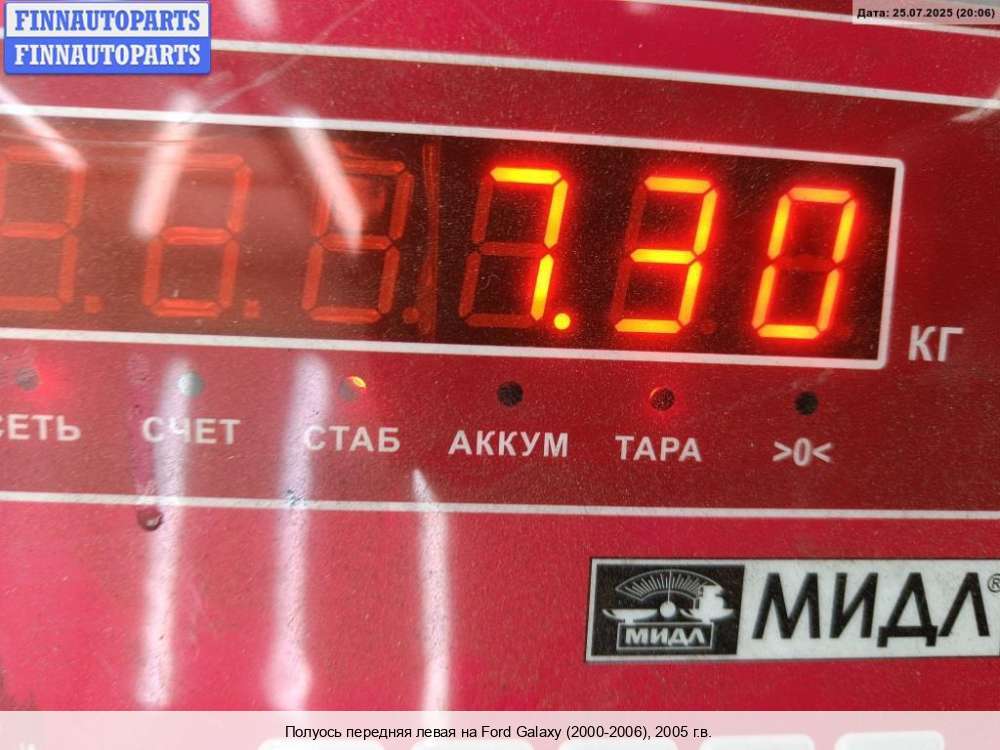 FINNAUTOPARTS
FINNAUTOPARTS
Дата: 25.07.2025 (20:06)
7.30
КГ
СЕТЬ СЧЕТ СТАБ АККУМ ТАРА >0<
МИДЛ МИДЛ®
Полуось передняя левая на Ford Galaxy (2000-2006), 2005 г.в.